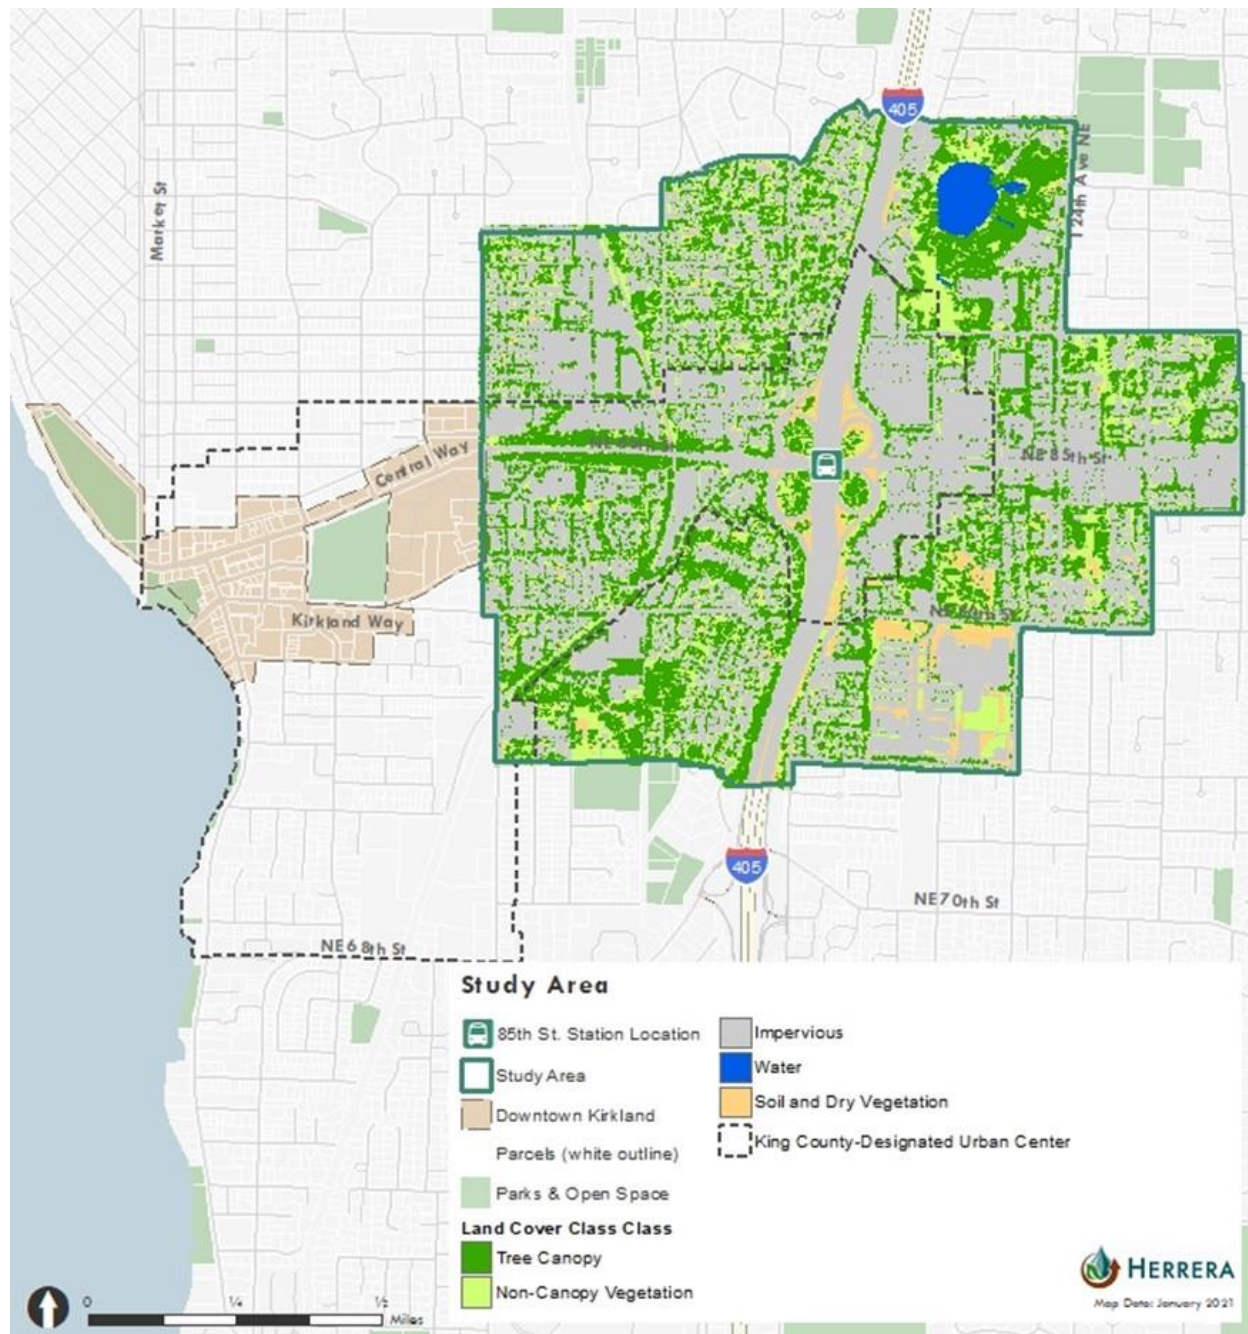 405
124th Ave NE
Market St
Central Way
NE 85th St
Kirkland Way
405
NE 70th St
NE 68th St
Study Area
85th St. Station Location
Study Area
Downtown Kirkland
Parcels (white outline)
Parks & Open Space
Land Cover Class Class
Tree Canopy
Non-Canopy Vegetation
Impervious
Water
Soil and Dry Vegetation
King County-Designated Urban Center
0 ¼ ½
Miles
HERRERA
Map Date: January 2021